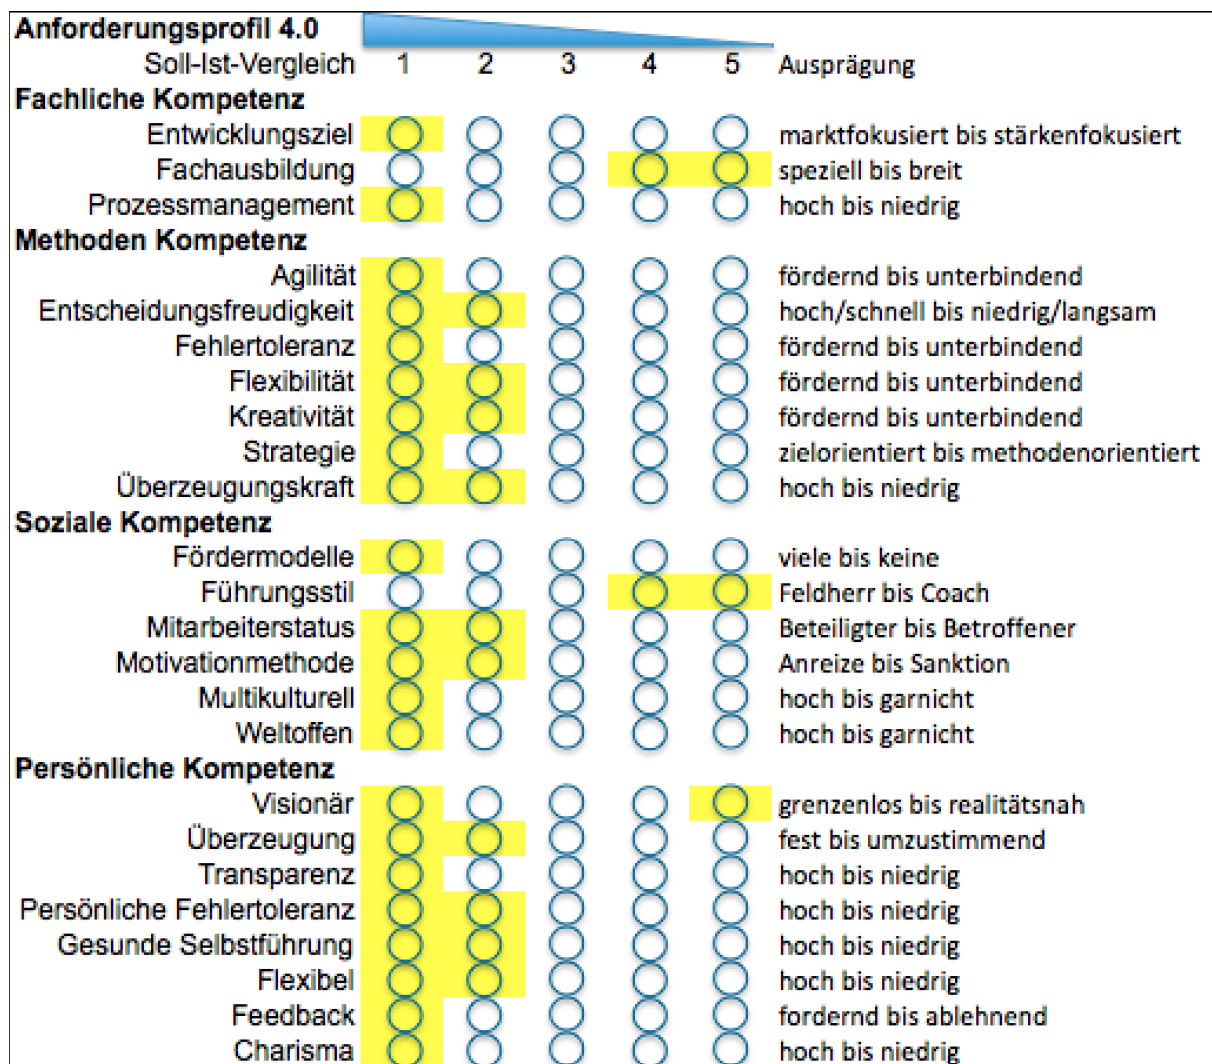 Anforderungsprofil 4.0
Soll-Ist-Vergleich 1 2 3 4 5 Ausprägung
Fachliche Kompetenz
Entwicklungsziel marktfokusiert bis stärkenfokusiert
Fachausbildung speziell bis breit
Prozessmanagement hoch bis niedrig
Methoden Kompetenz
Agilität fördernd bis unterbindend
Entscheidungsfreudigkeit hoch/schnell bis niedrig/langsam
Fehlertoleranz fördernd bis unterbindend
Flexibilität fördernd bis unterbindend
Kreativität fördernd bis unterbindend
Strategie zielorientiert bis methodenorientiert
Überzeugungskraft hoch bis niedrig
Soziale Kompetenz
Fördermodelle viele bis keine
Führungsstil Feldherr bis Coach
Mitarbeiterstatus Beteiligter bis Betroffener
Motivationmethode Anreize bis Sanktion
Multikulturell hoch bis garnicht
Weltoffen hoch bis garnicht
Persönliche Kompetenz
Visionär grenzenlos bis realitätsnah
Überzeugung fest bis umzustimmend
Transparenz hoch bis niedrig
Persönliche Fehlertoleranz hoch bis niedrig
Gesunde Selbstführung hoch bis niedrig
Flexibel hoch bis niedrig
Feedback fordernd bis ablehnend
Charisma hoch bis niedrig